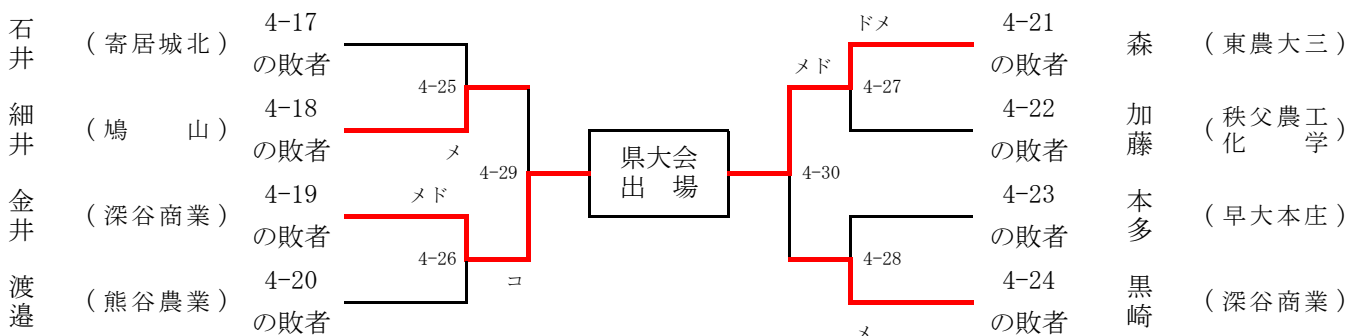 石井 (寄居城北) 4-17の敗者
細井 (鳩 山) 4-18の敗者
金井 (深谷商業) 4-19の敗者
渡邉 (熊谷農業) 4-20の敗者
4-25
メ
メド
4-26
4-29
コ
県大会
出 場
ドメ
メド
4-27
4-30
4-28
メ
4-21の敗者 森 (東農大三)
4-22の敗者 加藤 (秩父農工化学)
4-23の敗者 本多 (早大本庄)
4-24の敗者 黒崎 (深谷商業)